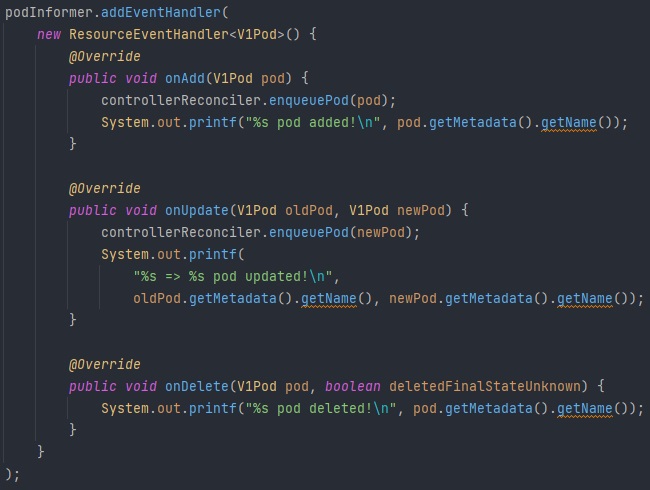 podInformer.addEventHandler(
    new ResourceEventHandler<V1Pod>() {
        @Override
        public void onAdd(V1Pod pod) {
            controllerReconciler.enqueuePod(pod);
            System.out.printf("%s pod added!\n", pod.getMetadata().getName());
        }

        @Override
        public void onUpdate(V1Pod oldPod, V1Pod newPod) {
            controllerReconciler.enqueuePod(newPod);
            System.out.printf(
                "%s => %s pod updated!\n",
                oldPod.getMetadata().getName(), newPod.getMetadata().getName());
        }

        @Override
        public void onDelete(V1Pod pod, boolean deletedFinalStateUnknown) {
            System.out.printf("%s pod deleted!\n", pod.getMetadata().getName());
        }
    }
);